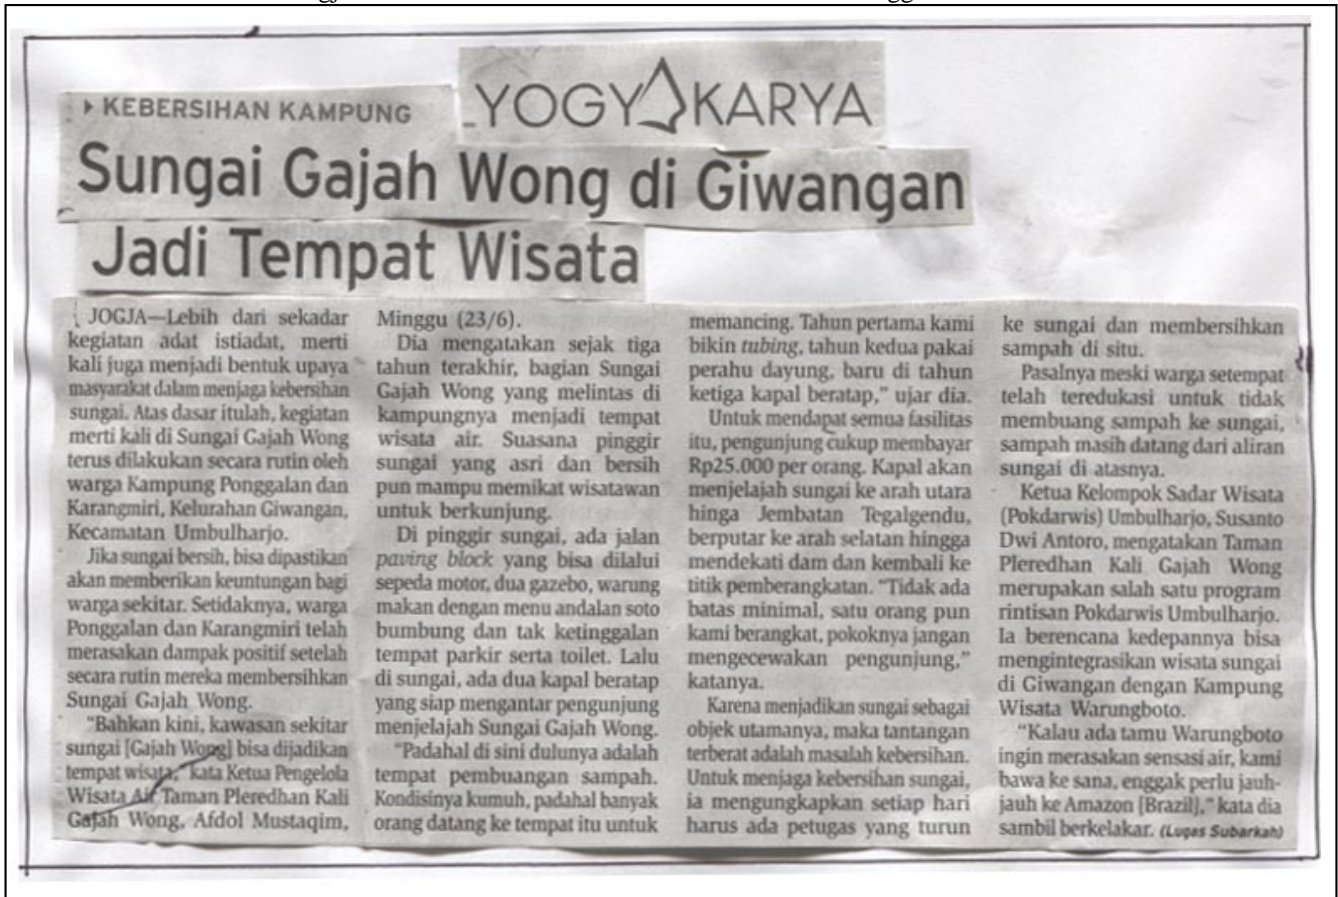 KEBERSIHAN KAMPUNG
YOGYAKARYA
Sungai Gajah Wong di Giwangan
Jadi Tempat Wisata
JOGJA—Lebih dari sekadar
kegiatan adat istiadat, merti
kali juga menjadi bentuk upaya
masyarakat dalam menjaga kebersihan
sungai. Atas dasar itulah, kegiatan
merti kali di Sungai Gajah Wong
terus dilakukan secara rutin oleh
warga Kampung Ponggalan dan
Karangmiri, Kelurahan Giwangan,
Kecamatan Umbulharjo.
Jika sungai bersih, bisa dipastikan
akan memberikan keuntungan bagi
warga sekitar. Setidaknya, warga
Ponggalan dan Karangmiri telah
merasakan dampak positif setelah
secara rutin mereka membersihkan
Sungai Gajah Wong.
"Bahkan kini, kawasan sekitar
sungai [Gajah Wong] bisa dijadikan
tempat wisata," kata Ketua Pengelola
Wisata Air Taman Pleredhan Kali
Gajah Wong, Afdol Mustaqim,
Minggu (23/6).
Dia mengatakan sejak tiga
tahun terakhir, bagian Sungai
Gajah Wong yang melintas di
kampungnya menjadi tempat
wisata air. Suasana pinggir
sungai yang asri dan bersih
pun mampu memikat wisatawan
untuk berkunjung.
Di pinggir sungai, ada jalan
paving block yang bisa dilalui
sepeda motor, dua gazebo, warung
makan dengan menu andalan soto
bumbung dan tak ketinggalan
tempat parkir serta toilet. Lalu
di sungai, ada dua kapal beratap
yang siap mengantar pengunjung
menjelajah Sungai Gajah Wong.
"Padahal di sini dulunya adalah
tempat pembuangan sampah.
Kondisinya kumuh, padahal banyak
orang datang ke tempat itu untuk
memancing. Tahun pertama kami
bikin tubing, tahun kedua pakai
perahu dayung, baru di tahun
ketiga kapal beratap," ujar dia.
Untuk mendapat semua fasilitas
itu, pengunjung cukup membayar
Rp25.000 per orang. Kapal akan
menjelajah sungai ke arah utara
hinga Jembatan Tegalgendu,
berputar ke arah selatan hingga
mendekati dam dan kembali ke
titik pemberangkatan. "Tidak ada
batas minimal, satu orang pun
kami berangkat, pokoknya jangan
mengecewakan pengunjung,"
katanya.
Karena menjadikan sungai sebagai
objek utamanya, maka tantangan
terberat adalah masalah kebersihan.
Untuk menjaga kebersihan sungai,
ia mengungkapkan setiap hari
harus ada petugas yang turun
ke sungai dan membersihkan
sampah di situ.
Pasalnya meski warga setempat
telah teredukasi untuk tidak
membuang sampah ke sungai,
sampah masih datang dari aliran
sungai di atasnya.
Ketua Kelompok Sadar Wisata
(Pokdarwis) Umbulharjo, Susanto
Dwi Antoro, mengatakan Taman
Pleredhan Kali Gajah Wong
merupakan salah satu program
rintisan Pokdarwis Umbulharjo.
Ia berencana kedepannya bisa
mengintegrasikan wisata sungai
di Giwangan dengan Kampung
Wisata Warungboto.
"Kalau ada tamu Warungboto
ingin merasakan sensasi air, kami
bawa ke sana, enggak perlu jauh-
jauh ke Amazon [Brazil]," kata dia
sambil berkelakar. (Lugas Subarkah)